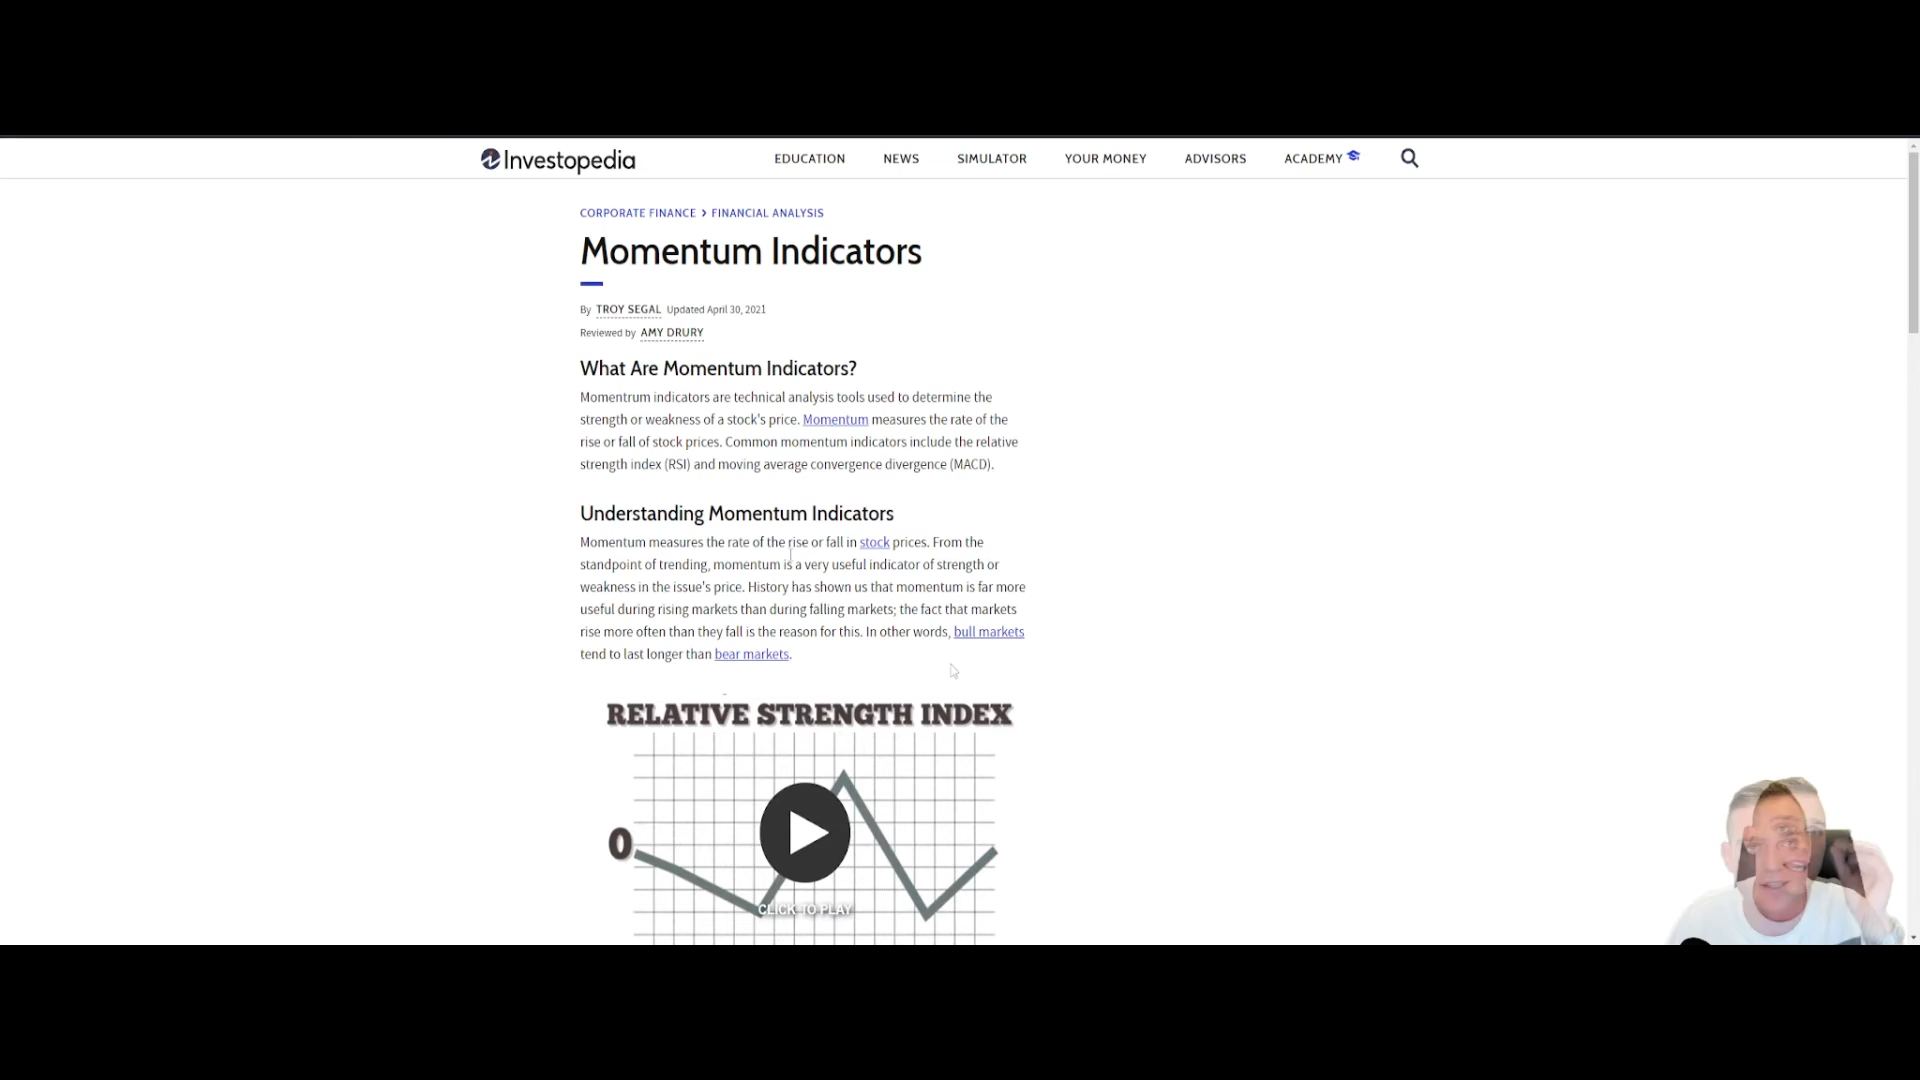 Investopedia
EDUCATION NEWS SIMULATOR YOUR MONEY ADVISORS ACADEMY
CORPORATE FINANCE › FINANCIAL ANALYSIS
Momentum Indicators
By TROY SEGAL Updated April 30, 2021
Reviewed by AMY DRURY
What Are Momentum Indicators?
Momentrum indicators are technical analysis tools used to determine the
strength or weakness of a stock's price. Momentum measures the rate of the
rise or fall of stock prices. Common momentum indicators include the relative
strength index (RSI) and moving average convergence divergence (MACD).
Understanding Momentum Indicators
Momentum measures the rate of the rise or fall in stock prices. From the
standpoint of trending, momentum is a very useful indicator of strength or
weakness in the issue's price. History has shown us that momentum is far more
useful during rising markets than during falling markets; the fact that markets
rise more often than they fall is the reason for this. In other words, bull markets
tend to last longer than bear markets.
RELATIVE STRENGTH INDEX
0
CLICK TO PLAY